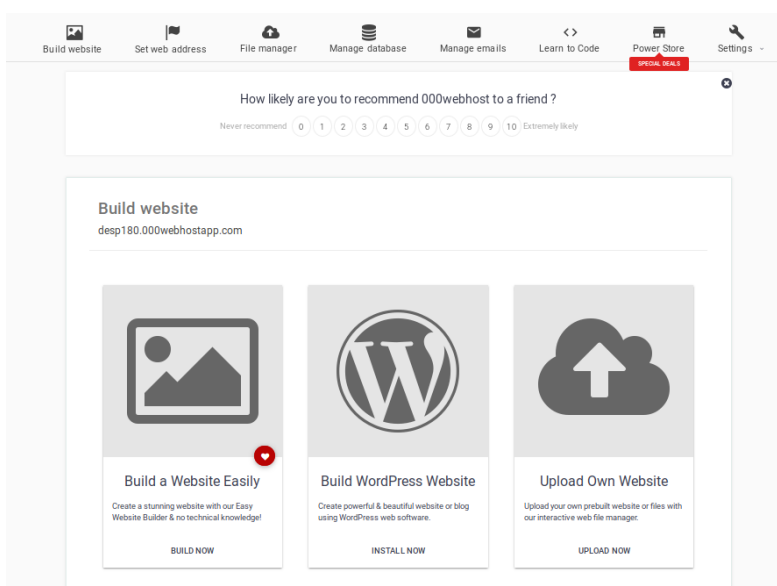 Build website Set web address File manager Manage database Manage emails Learn to Code Power Store Settings
SPECIAL DEALS
How likely are you to recommend 000webhost to a friend ?
Never recommend 0 1 2 3 4 5 6 7 8 9 10 Extremely likely
Build website
desp180.000webhostapp.com
Build a Website Easily
Create a stunning website with our Easy
Website Builder & no technical knowledge!
BUILD NOW
Build WordPress Website
Create powerful & beautiful website or blog
using WordPress web software.
INSTALL NOW
Upload Own Website
Upload your own prebuilt website or files with
our interactive web file manager.
UPLOAD NOW